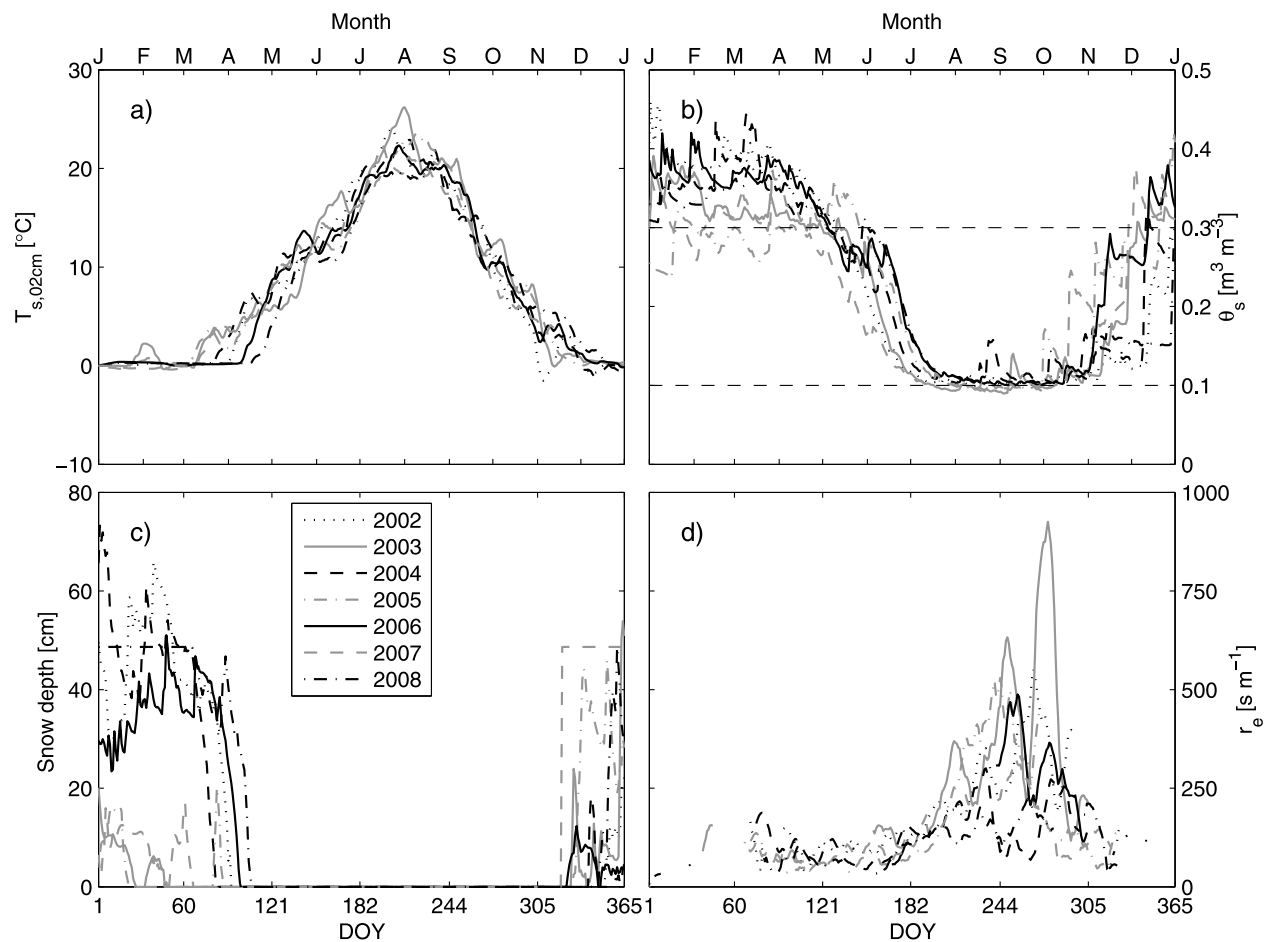 Month Month
J F M A M J J A S O N D J J F M A M J J A S O N D J
30 0.5
a) b)
20 0.4
T_s,02cm [°C] 10 0.3 θ_s [m³ m⁻³]
0.2
0 0.1
−10 0
80 1000
c) d)
2002
2003
2004
2005
2006
2007
2008
60 750
Snow depth [cm] 40 500 r_e [s m⁻¹]
20 250
0 0
1 60 121 182 244 305 365 1 60 121 182 244 305 365
DOY DOY